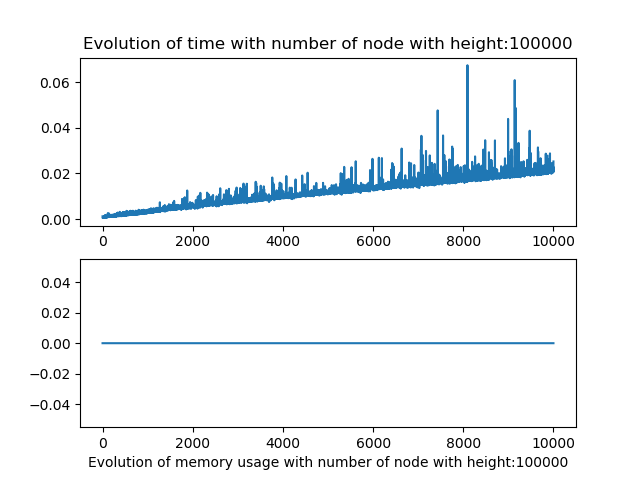 Evolution of time with number of node with height:100000
0.06
0.04
0.02
0.00
0 2000 4000 6000 8000 10000
0.04
0.02
0.00
−0.02
−0.04
0 2000 4000 6000 8000 10000
Evolution of memory usage with number of node with height:100000